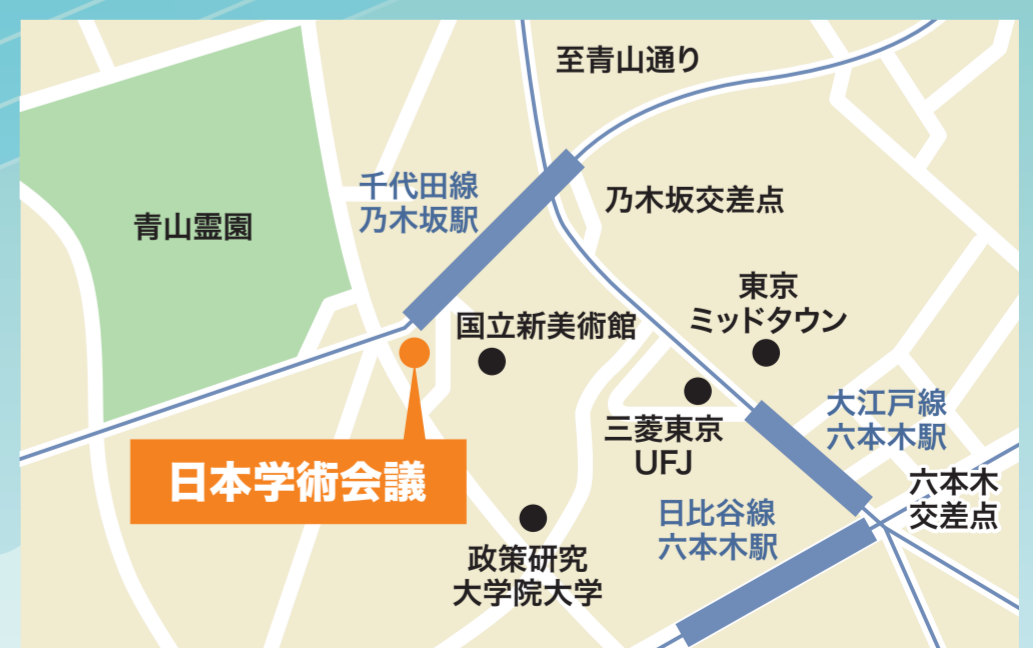 至青山通り
千代田線
乃木坂駅
乃木坂交差点
青山霊園
東京
ミッドタウン
国立新美術館
大江戸線
六本木駅
三菱東京
UFJ
日本学術会議
六本木
交差点
日比谷線
六本木駅
政策研究
大学院大学